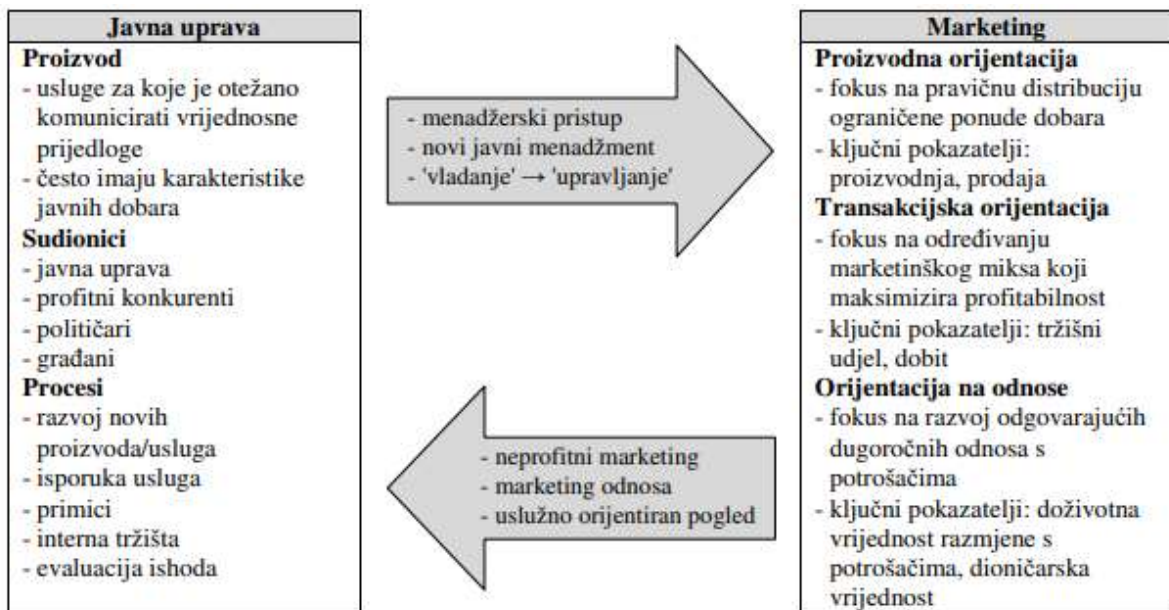 Javna uprava
Proizvod
- usluge za koje je otežano
komunicirati vrijednosne
prijedloge
- često imaju karakteristike
javnih dobara
Sudionici
- javna uprava
- profitni konkurenti
- političari
- građani
Procesi
- razvoj novih
proizvoda/usluga
- isporuka usluga
- primici
- interna tržišta
- evaluacija ishoda
- menadžerski pristup
- novi javni menadžment
- 'vladanje' → 'upravljanje'
- neprofitni marketing
- marketing odnosa
- uslužno orijentiran pogled
Marketing
Proizvodna orijentacija
- fokus na pravičnu distribuciju
ograničene ponude dobara
- ključni pokazatelji:
proizvodnja, prodaja
Transakcijska orijentacija
- fokus na određivanju
marketinškog miksa koji
maksimizira profitabilnost
- ključni pokazatelji: tržišni
udjel, dobit
Orijentacija na odnose
- fokus na razvoj odgovarajućih
dugoročnih odnosa s
potrošačima
- ključni pokazatelji: doživotna
vrijednost razmjene s
potrošačima, dioničarska
vrijednost